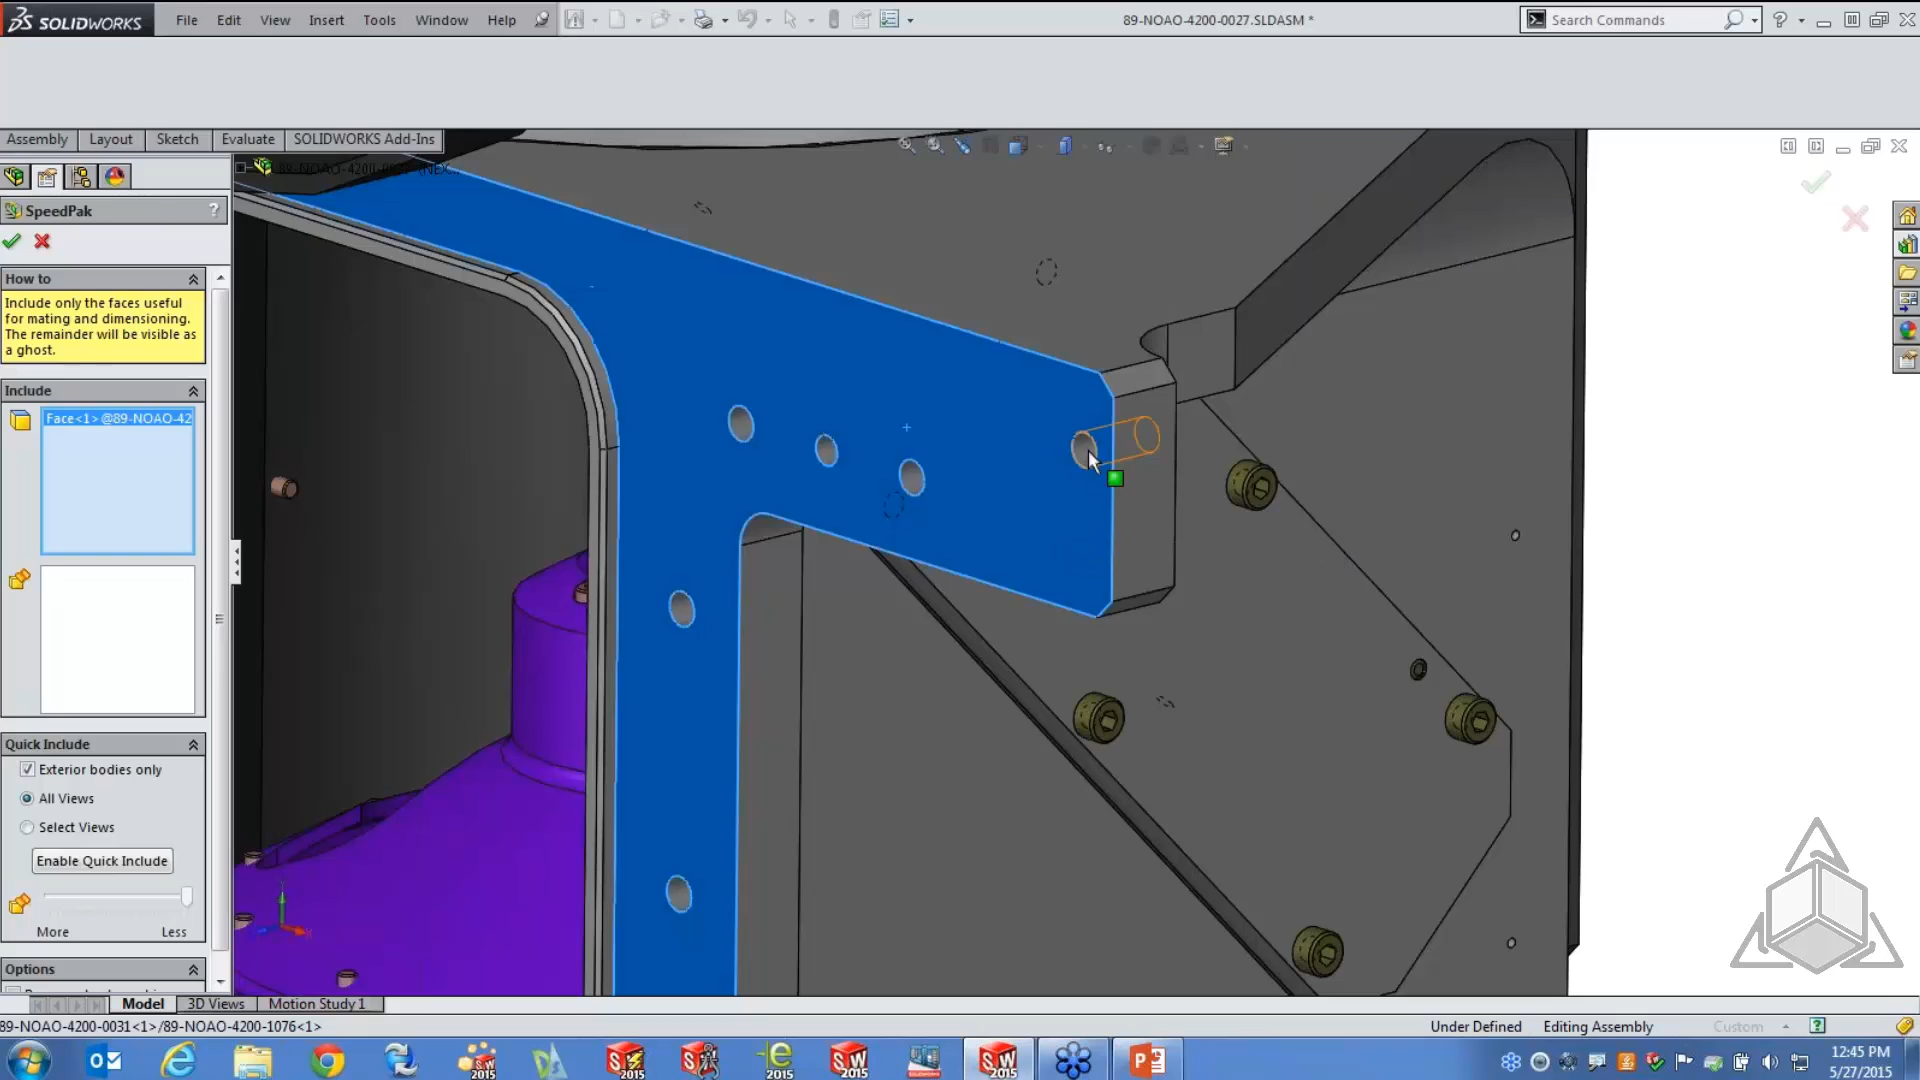 SOLIDWORKS File Edit View Insert Tools Window Help 89-NOAO-4200-0027.SLDASM * Search Commands
Assembly Layout Sketch Evaluate SOLIDWORKS Add-Ins
SpeedPak ?
How to
Include only the faces useful
for mating and dimensioning.
The remainder will be visible as
a ghost.
Include
Face<1>@89-NOAO-42
Quick Include
Exterior bodies only
All Views
Select Views
Enable Quick Include
More Less
Options
Model 3D Views Motion Study 1
89-NOAO-4200-0031<1>/89-NOAO-4200-1076<1> Under Defined Editing Assembly Custom
12:45 PM
5/27/2015